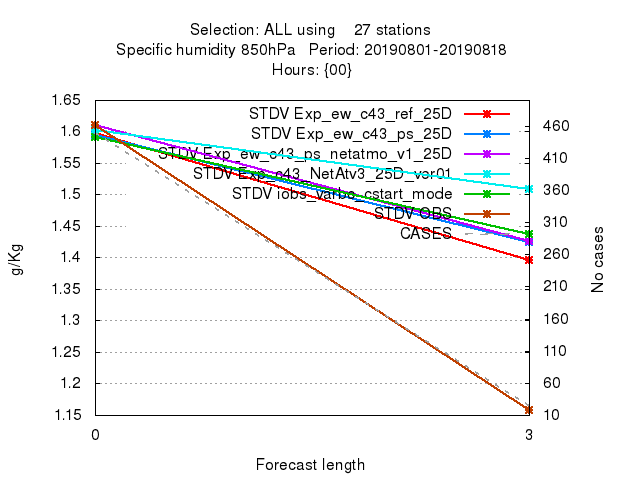 Selection: ALL using 27 stations
Specific humidity 850hPa Period: 20190801-20190818
Hours: {00}
1.65
1.6
1.55
1.5
1.45
1.4
1.35
1.3
1.25
1.2
1.15
g/Kg
STDV Exp_ew_c43_ref_25D
STDV Exp_ew_c43_ps_25D
STDV Exp_ew_c43_ps_netatmo_v1_25D
STDV Exp_c43_NetAtv3_25D_ver01
STDV iobs_varbc_cstart_mode
STDV OBS
CASES
460
410
360
310
260
210
160
110
60
10
No cases
0 3
Forecast length